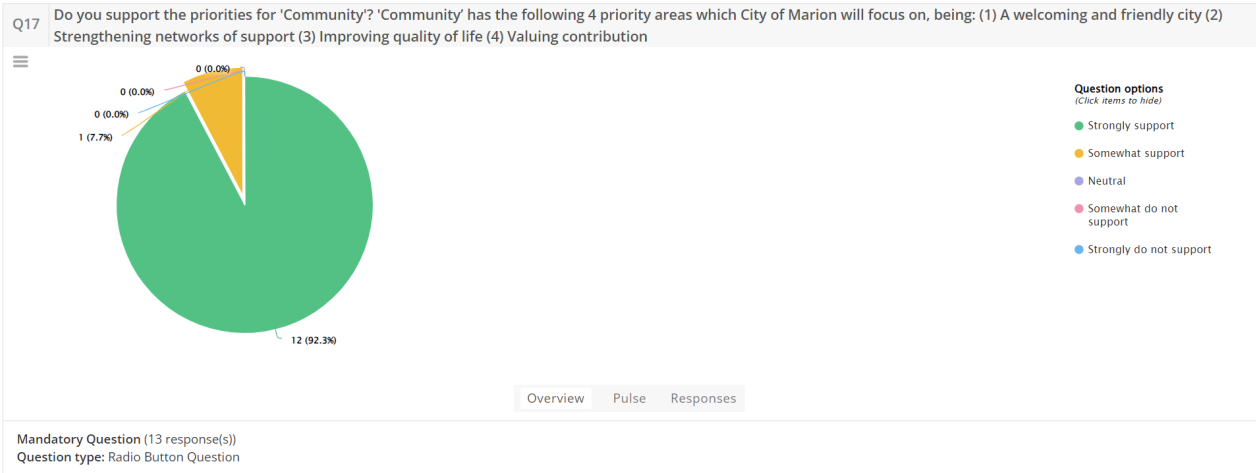 Q17
Do you support the priorities for 'Community'? 'Community' has the following 4 priority areas which City of Marion will focus on, being: (1) A welcoming and friendly city (2)
Strengthening networks of support (3) Improving quality of life (4) Valuing contribution
0 (0.0%)
0 (0.0%)
0 (0.0%)
1 (7.7%)
12 (92.3%)
Question options
(Click items to hide)
Strongly support
Somewhat support
Neutral
Somewhat do not
support
Strongly do not support
Overview Pulse Responses
Mandatory Question (13 response(s))
Question type: Radio Button Question